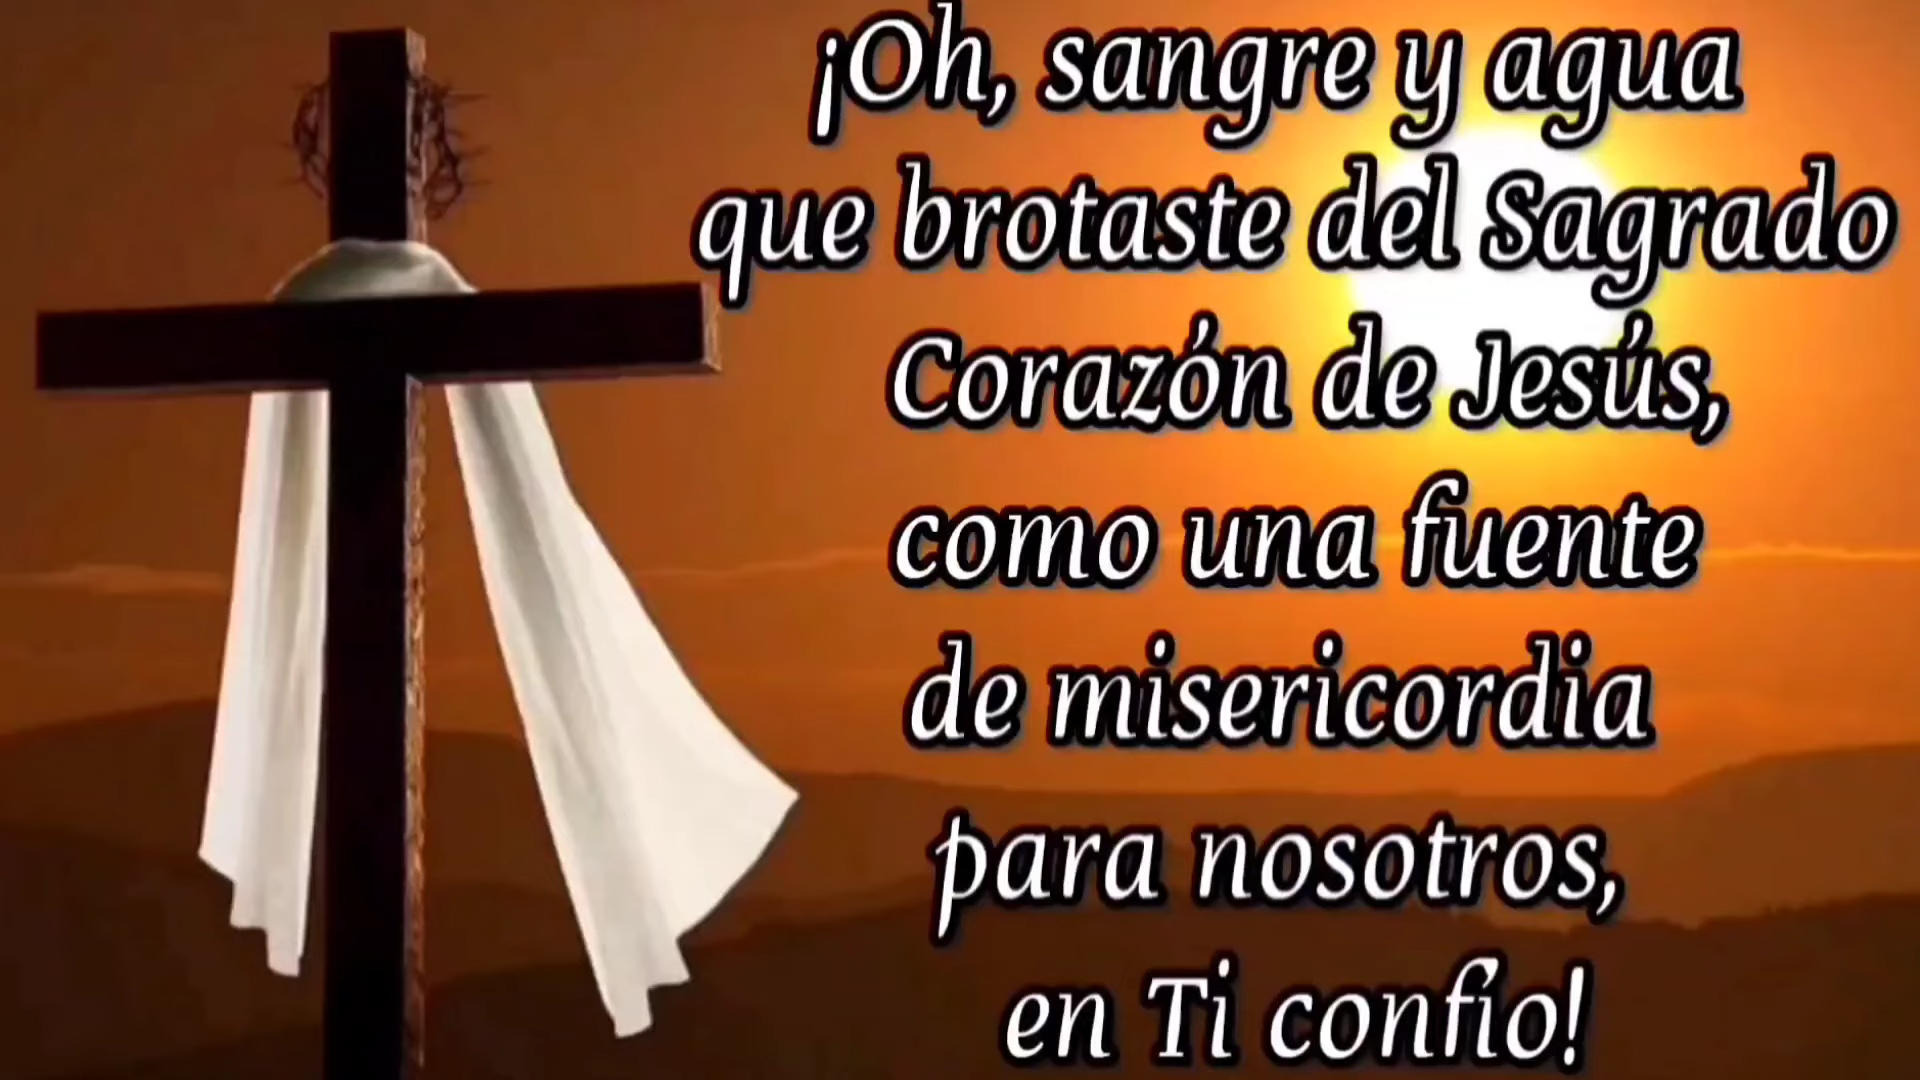 ¡Oh, sangre y agua
que brotaste del Sagrado
Corazón de Jesús,
como una fuente
de misericordia
para nosotros,
en Ti confío!